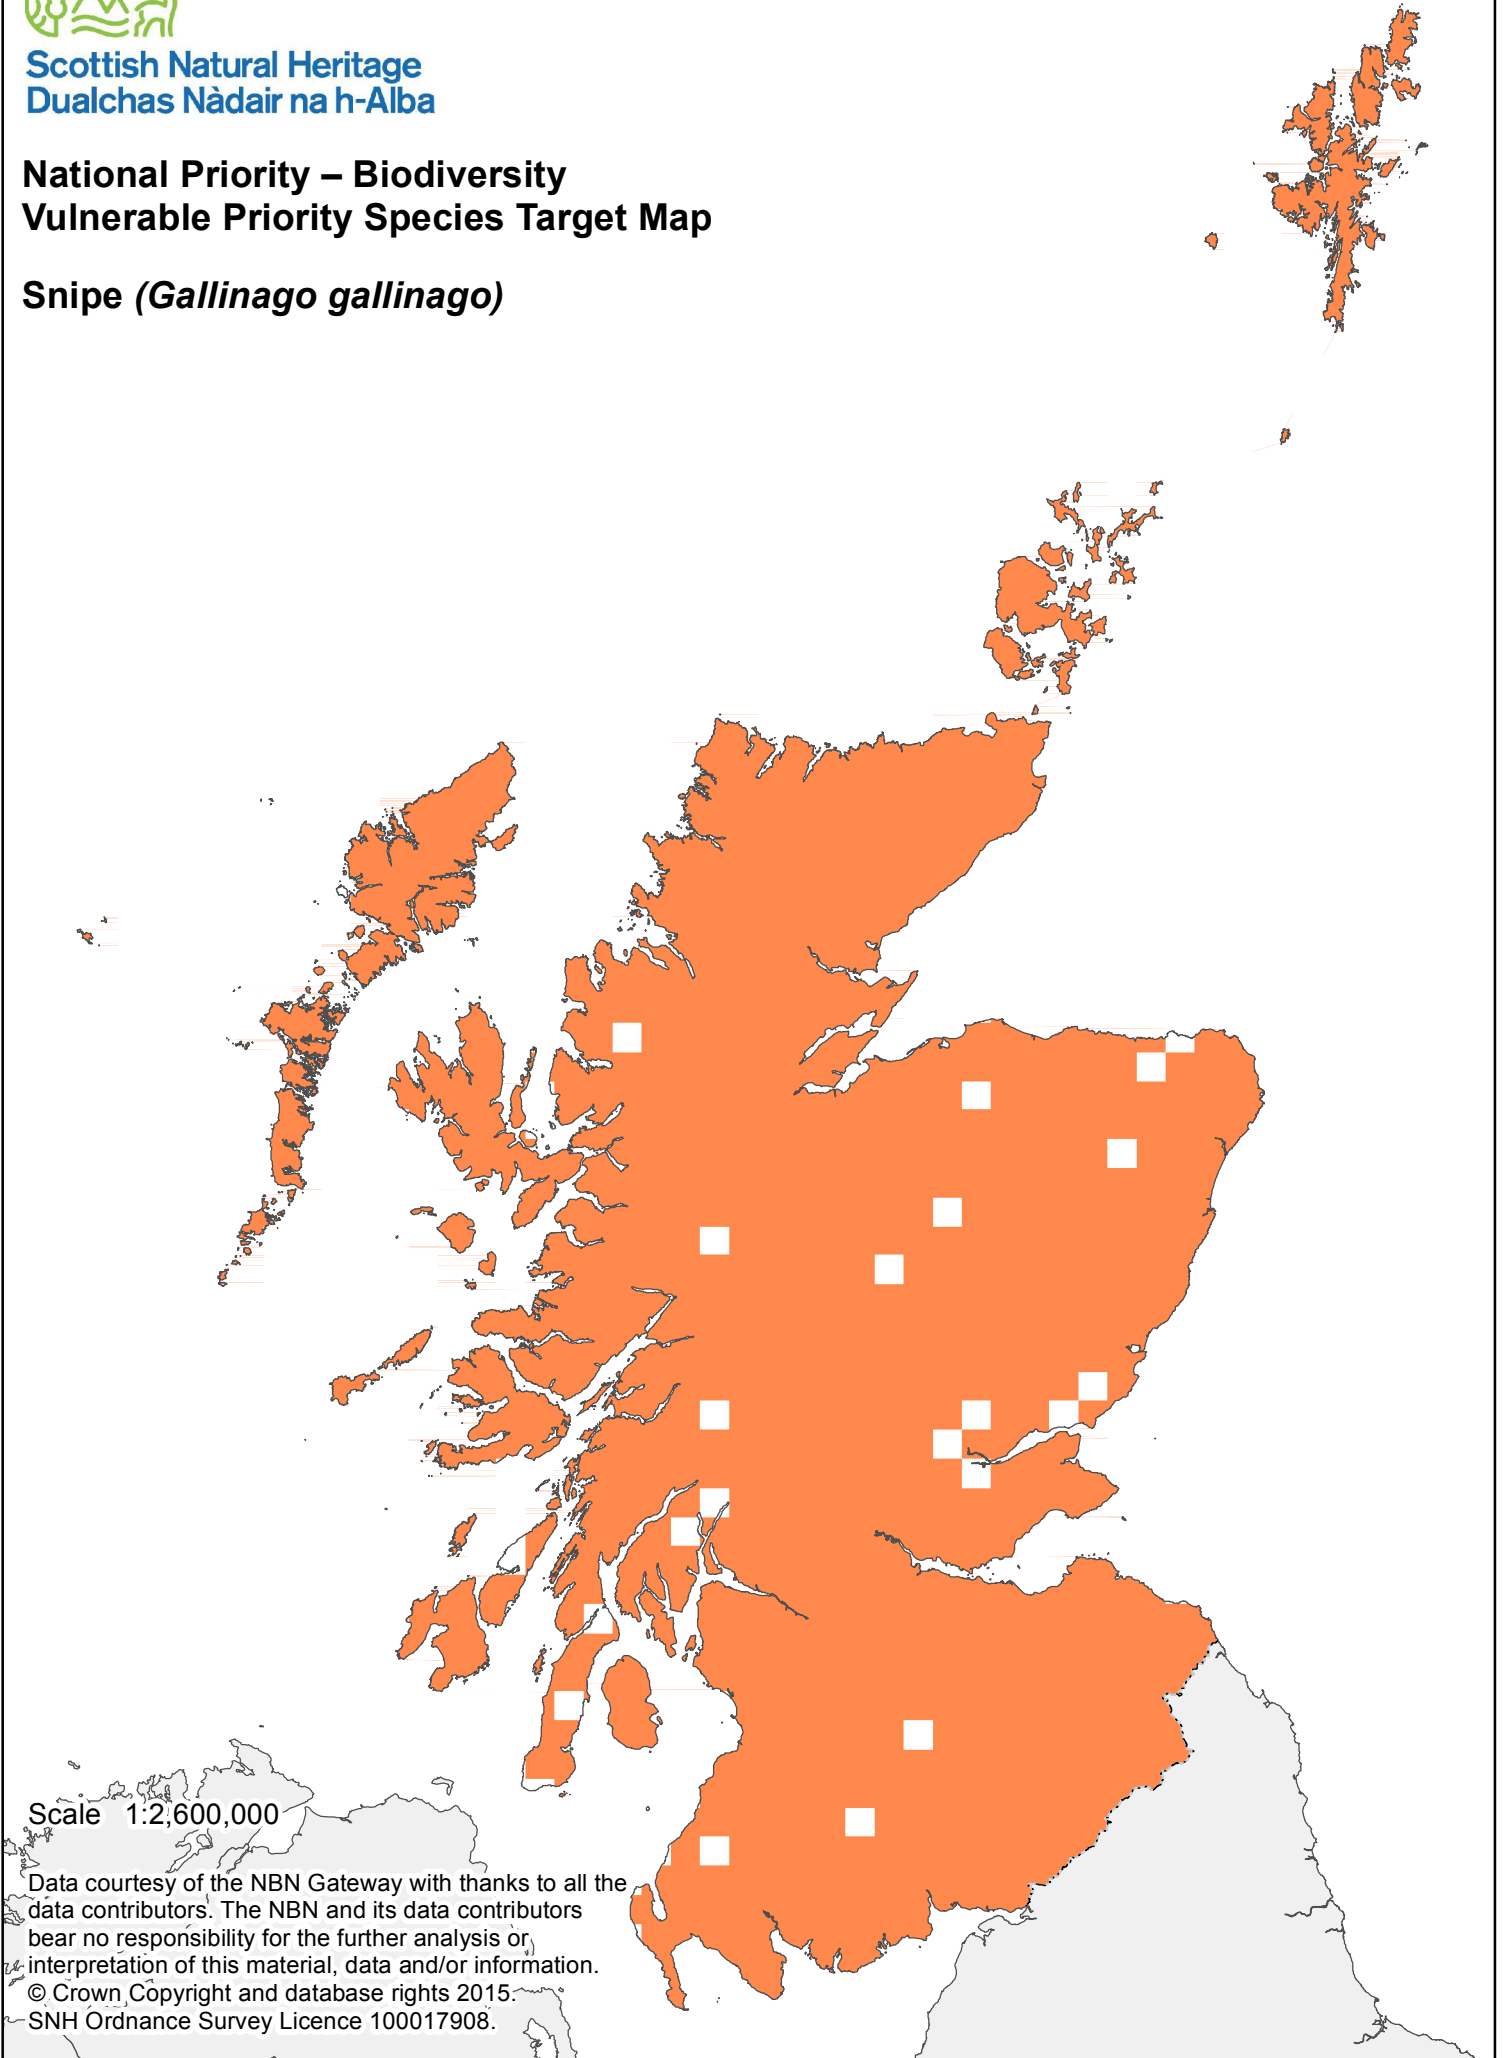 Scottish Natural Heritage
Dualchas Nàdair na h-Alba
National Priority – Biodiversity
Vulnerable Priority Species Target Map
Snipe (Gallinago gallinago)
Scale 1:2,600,000
Data courtesy of the NBN Gateway with thanks to all the
data contributors. The NBN and its data contributors
bear no responsibility for the further analysis or
interpretation of this material, data and/or information.
© Crown Copyright and database rights 2015.
SNH Ordnance Survey Licence 100017908.